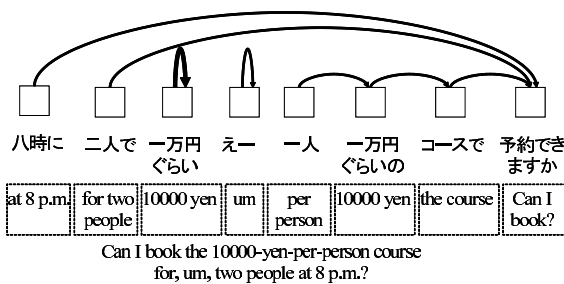 八時に 二人で 一万円 えー 一人 一万円 コースで 予約でき
ぐらい ぐらいの ますか
at 8 p.m. for two 10000 yen um per 10000 yen the course Can I
people person book?
Can I book the 10000-yen-per-person course
for, um, two people at 8 p.m.?